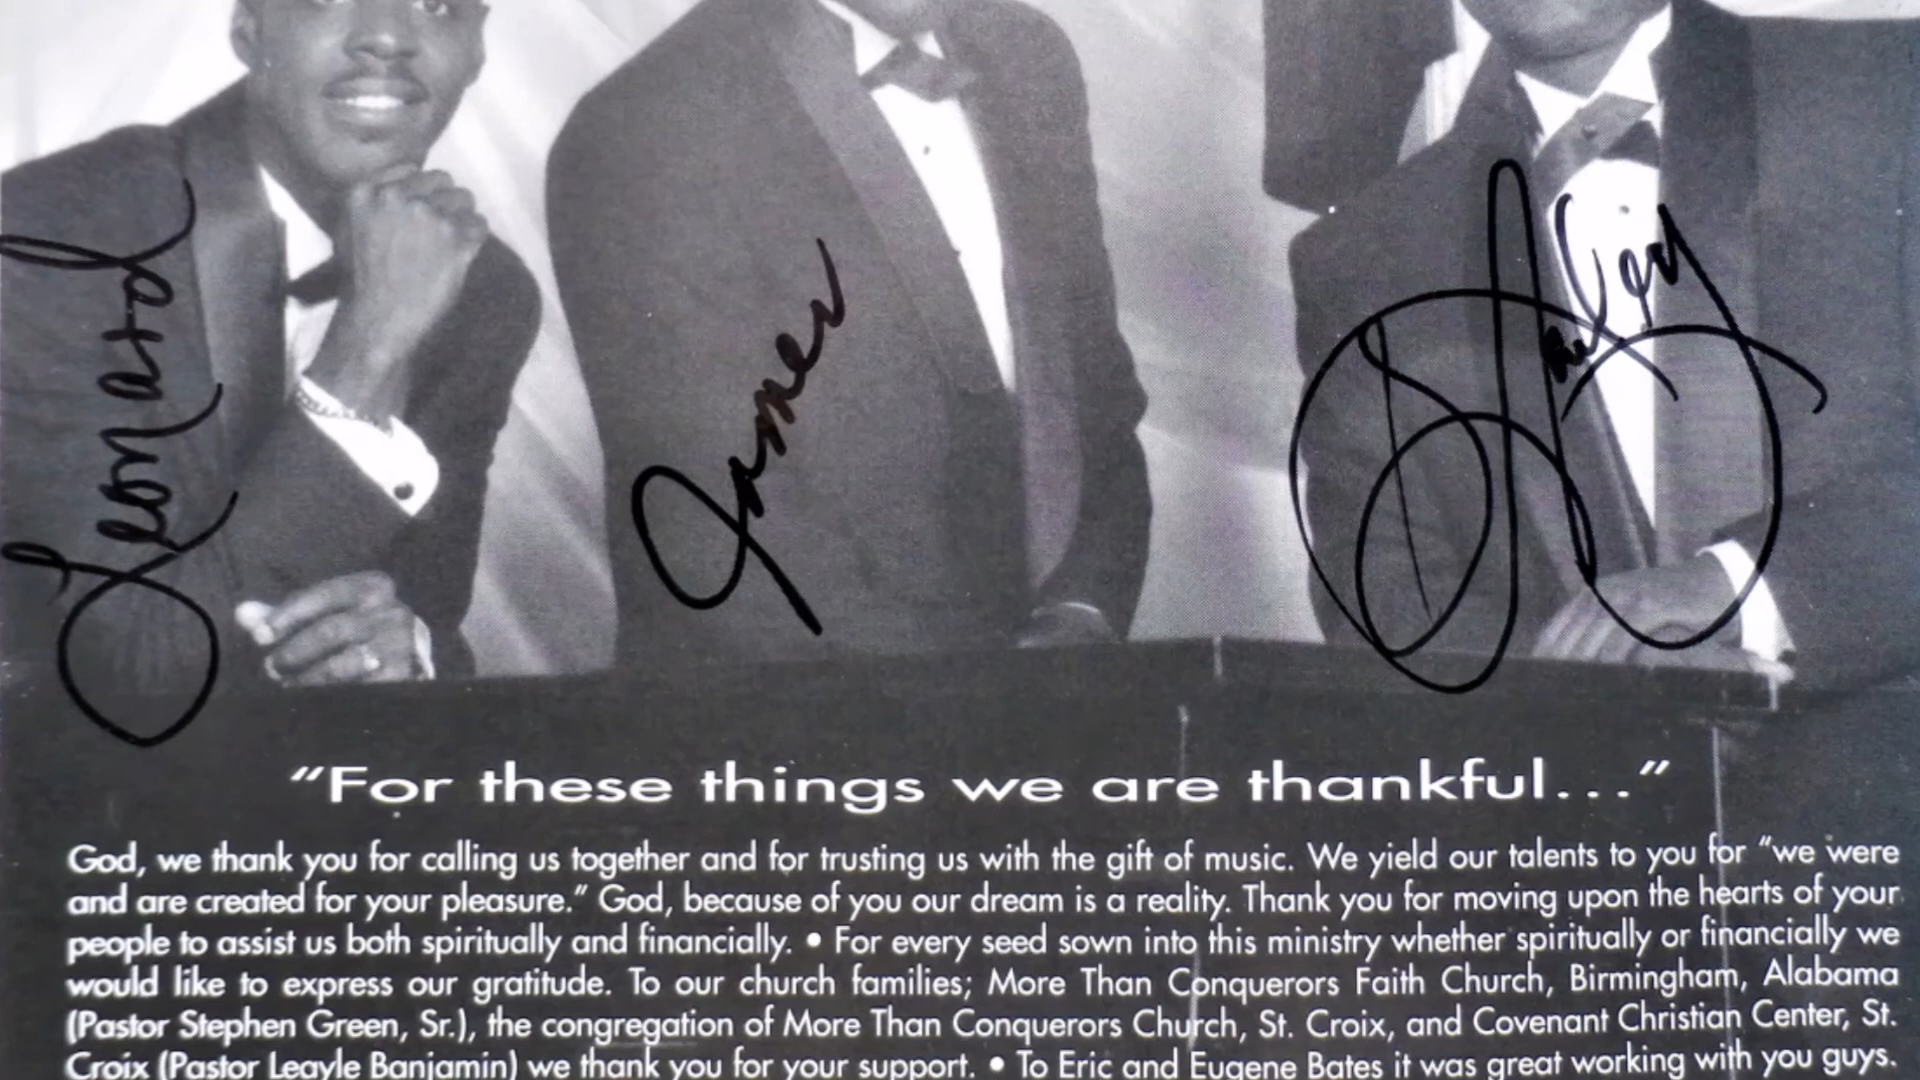 Leonard
James
Staley
“For these things we are thankful...”
God, we thank you for calling us together and for trusting us with the gift of music. We yield our talents to you for “we were
and are created for your pleasure.” God, because of you our dream is a reality. Thank you for moving upon the hearts of your
people to assist us both spiritually and financially. • For every seed sown into this ministry whether spiritually or financially we
would like to express our gratitude. To our church families; More Than Conquerors Faith Church, Birmingham, Alabama
(Pastor Stephen Green, Sr.), the congregation of More Than Conquerors Church, St. Croix, and Covenant Christian Center, St.
Croix (Pastor Leayle Banjamin) we thank you for your support. • To Eric and Eugene Bates it was great working with you guys.